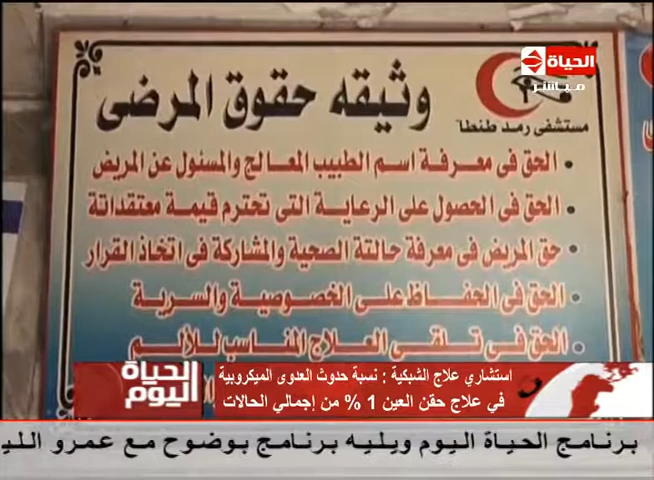 الحياة
مباشر
وثيقه حقوق المرضى
مستشفى رمد طنطا
• الحق فى معرفة اسم الطبيب المعالج والمسئول عن المريض
• الحق فى الحصول على الرعاية التى تحترم قيمة معتقداتة
• حق المريض فى معرفة حالتة الصحية والمشاركة فى اتخاذ القرار
• الحق فى الحفاظ على الخصوصية والسرية
• الحق فى تلقى العلاج المناسب للألم
الحياة اليوم
استشاري علاج الشبكية : نسبة حدوث العدوى الميكروبية
في علاج حقن العين 1 % من إجمالي الحالات
برنامج الحياة اليوم ويليه برنامج بوضوح مع عمرو اللي